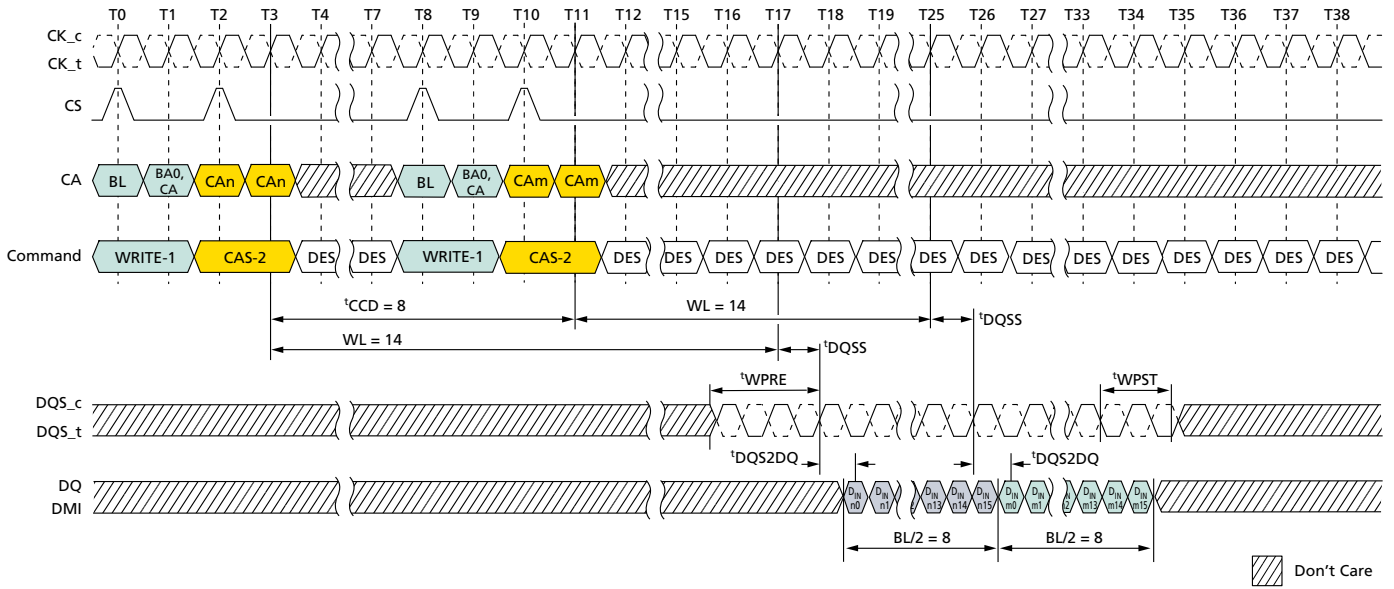 T0 T1 T2 T3 T4 T7 T8 T9 T10 T11 T12 T15 T16 T17 T18 T19 T25 T26 T27 T33 T34 T35 T36 T37 T38
CK_c
CK_t
CS
CA BL BA0, CA CAn CAn BL BA0, CA CAm CAm
Command WRITE-1 CAS-2 DES DES WRITE-1 CAS-2 DES DES DES DES DES DES DES DES DES DES DES DES DES DES DES
tCCD = 8 WL = 14 tDQSS
WL = 14 tDQSS
tWPRE tWPST
DQS_c
DQS_t
tDQS2DQ tDQS2DQ
DQ
DMI
DIN n0 DIN n1 DIN n13 DIN n14 DIN n15 DIN m0 DIN m1 DIN m13 DIN m14 DIN m15
BL/2 = 8 BL/2 = 8
Don't Care